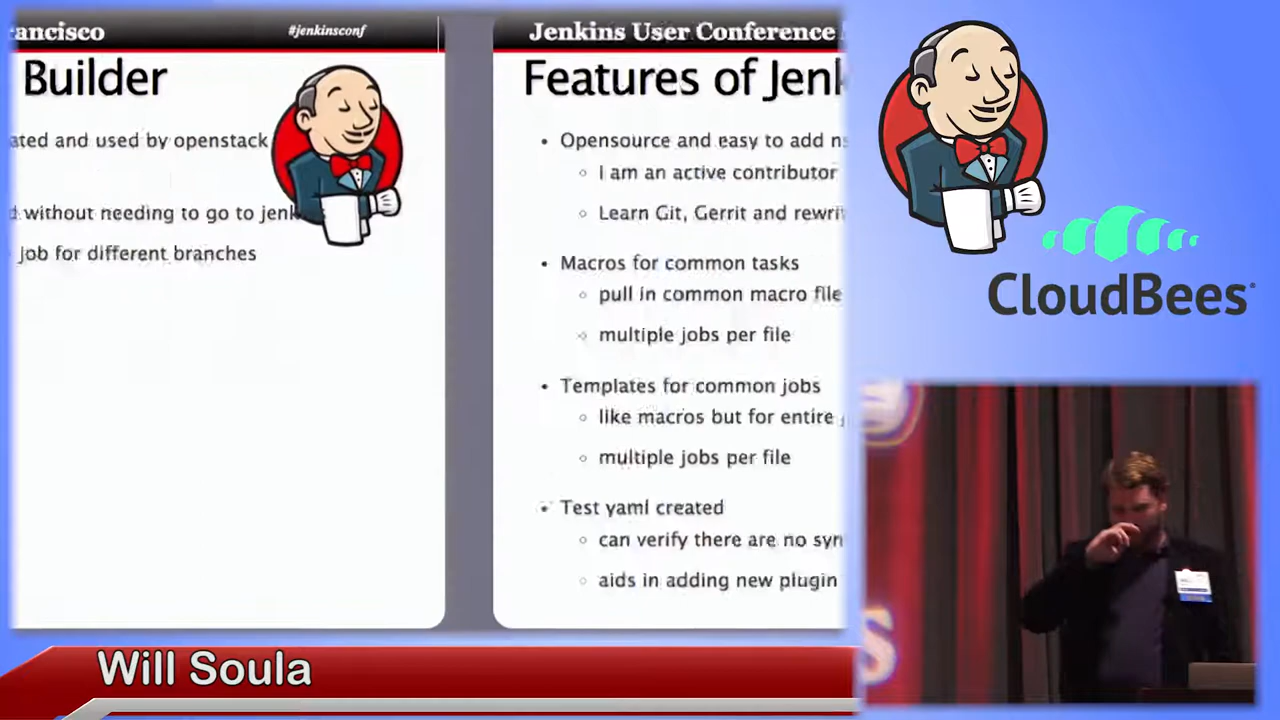 ancisco
#jenkinsconf
Builder
ated and used by openstack
without needing to go to jenk
job for different branches
Jenkins User Conference
Features of Jenk
Opensource and easy to add ns
I am an active contributor
Learn Git, Gerrit and rewrit
Macros for common tasks
pull in common macro file
multiple jobs per file
Templates for common jobs
like macros but for entire
multiple jobs per file
Test yaml created
can verify there are no syn
aids in adding new plugin
CloudBees
Will Soula